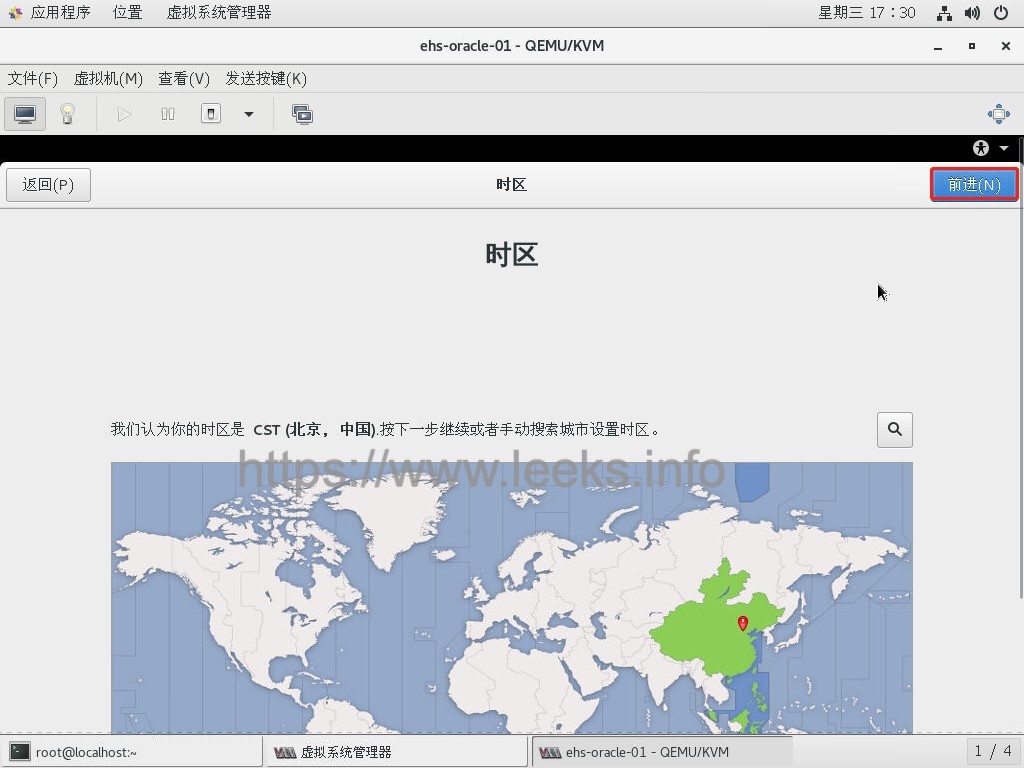 应用程序 位置 虚拟系统管理器 星期三 17：30
ehs-oracle-01 - QEMU/KVM
文件(F) 虚拟机(M) 查看(V) 发送按键(K)
返回(P) 时区 前进(N)
时区
我们认为你的时区是 CST (北京， 中国).按下一步继续或者手动搜索城市设置时区。
https://www.leeks.info
root@localhost:~ 虚拟系统管理器 ehs-oracle-01 - QEMU/KVM 1 / 4